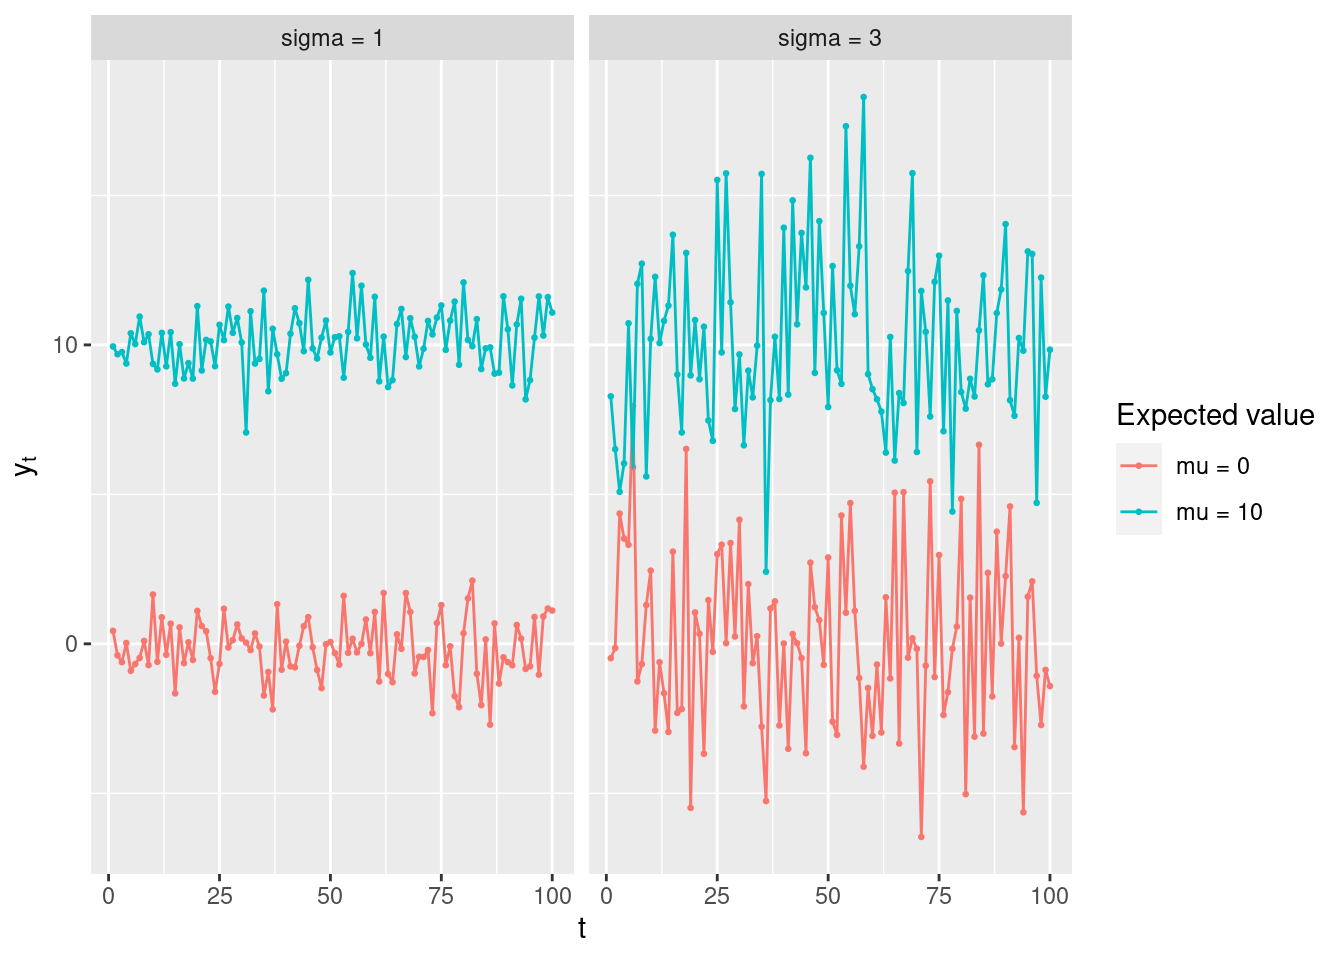 sigma = 1
sigma = 3
10
0
yt
0 25 50 75 100
0 25 50 75 100
t
Expected value
mu = 0
mu = 10